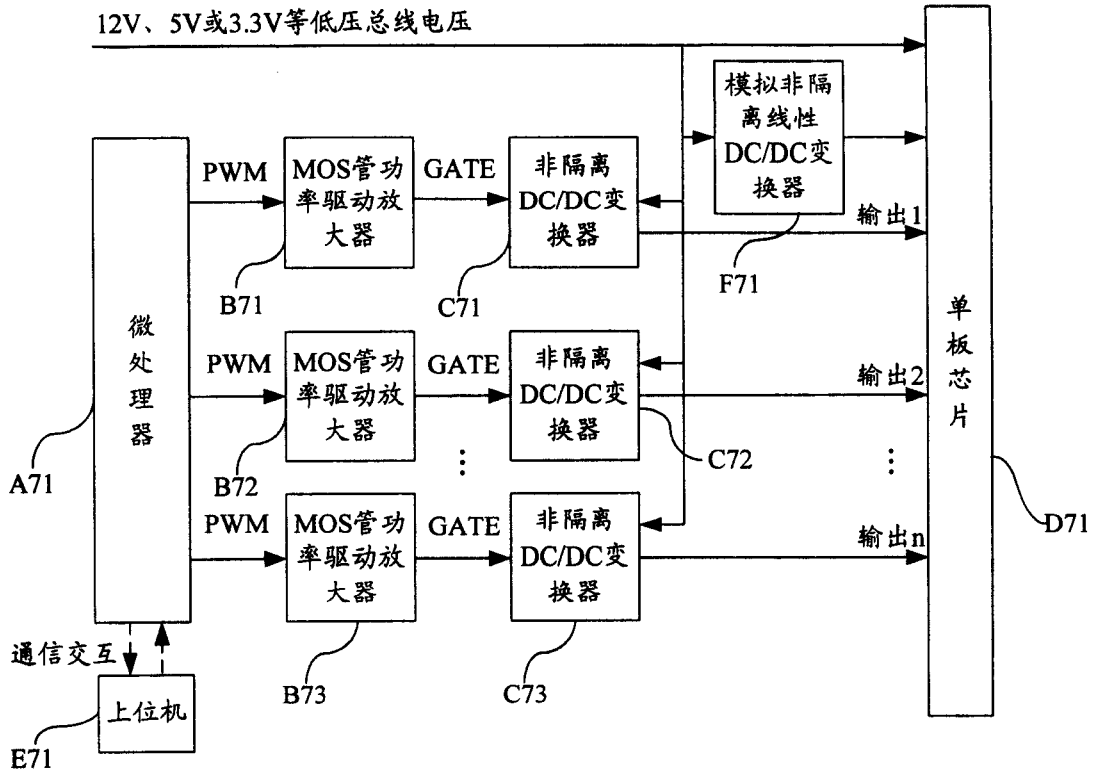 12V、5V或3.3V等低压总线电压
模拟非隔
离线性
DC/DC变
换器
F71
PWM
MOS管功
率驱动放
大器
B71
GATE
非隔离
DC/DC变
换器
C71
输出1
微处理器
A71
PWM
MOS管功
率驱动放
大器
B72
GATE
非隔离
DC/DC变
换器
C72
输出2
单板芯片
D71
PWM
MOS管功
率驱动放
大器
B73
GATE
非隔离
DC/DC变
换器
C73
输出n
通信交互
上位机
E71